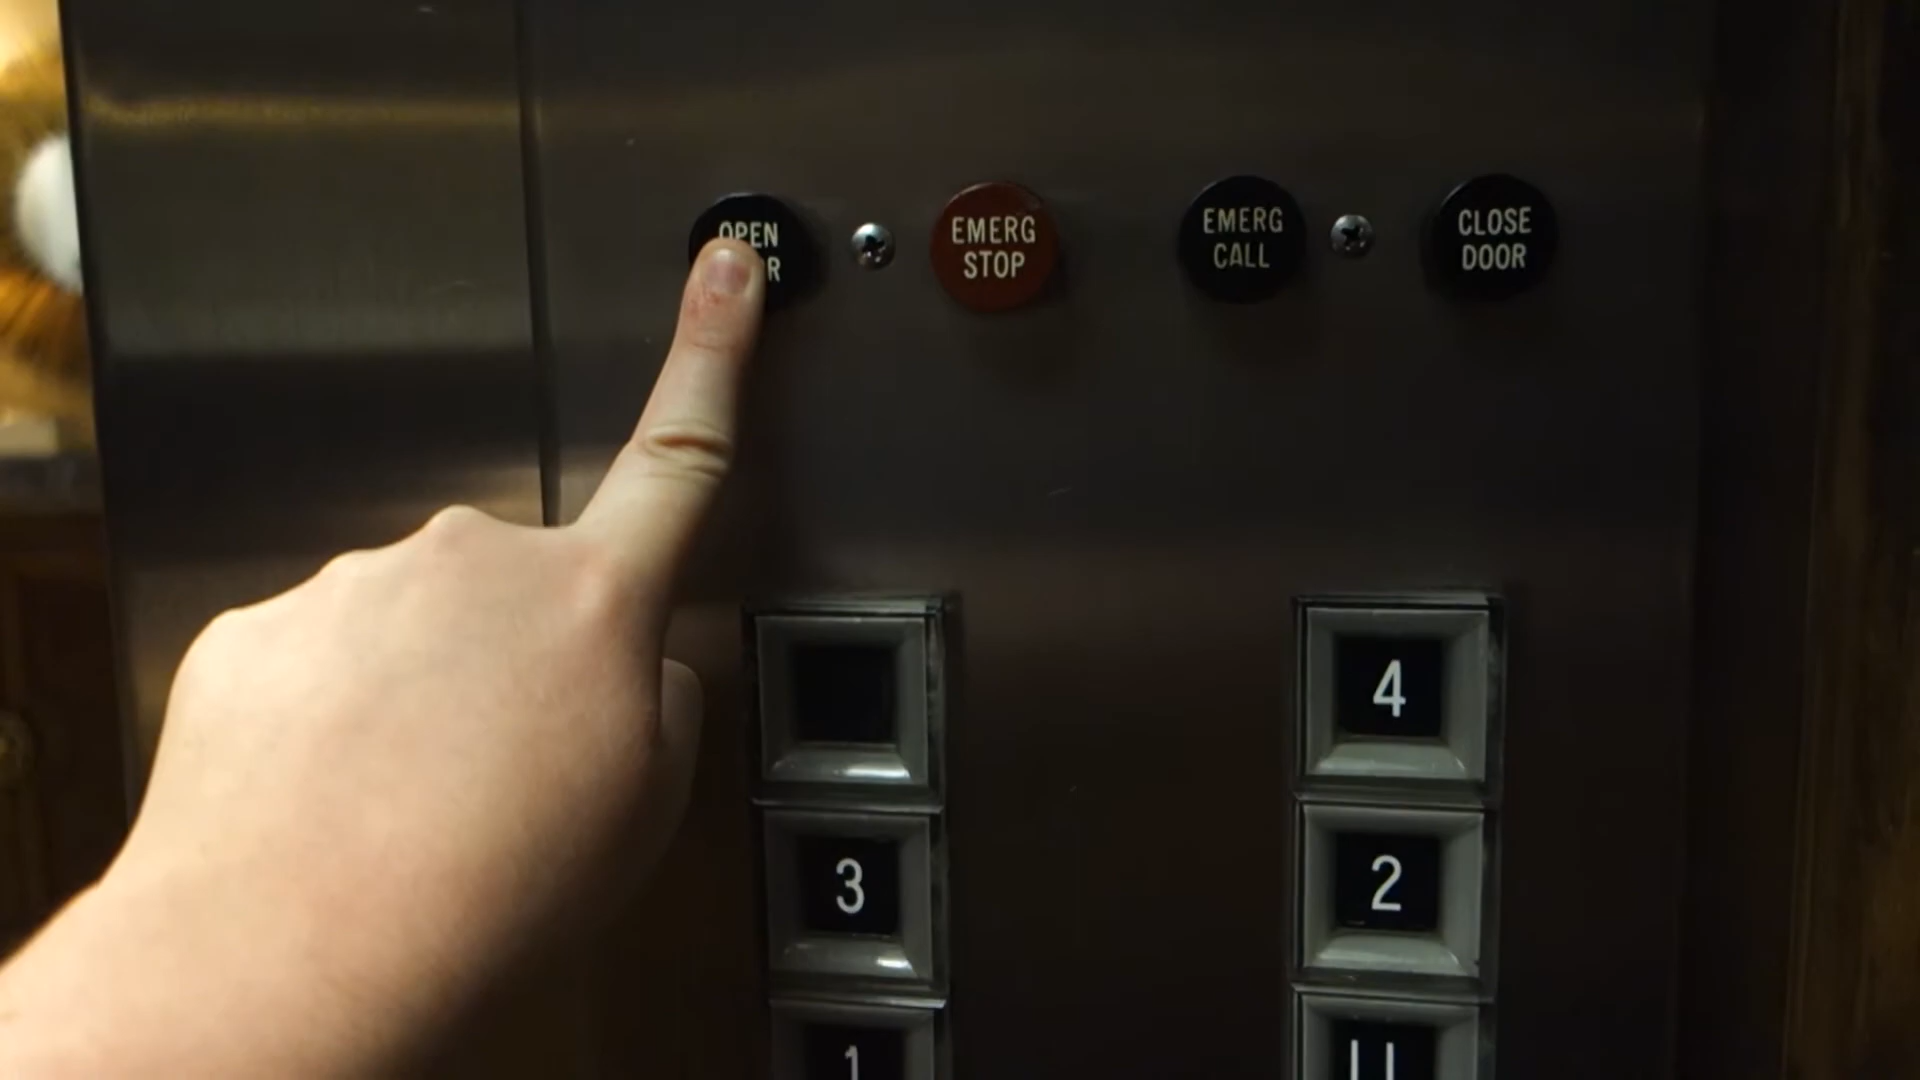 OPEN
EMERG
STOP
EMERG
CALL
CLOSE
DOOR
4
3
2
1